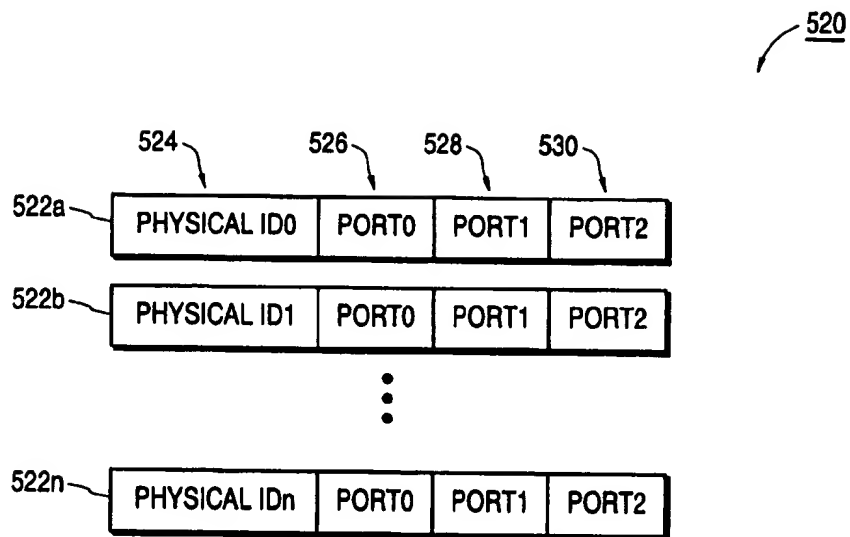 520
524 526 528 530
522a PHYSICAL ID0 PORT0 PORT1 PORT2
522b PHYSICAL ID1 PORT0 PORT1 PORT2
522n PHYSICAL IDn PORT0 PORT1 PORT2